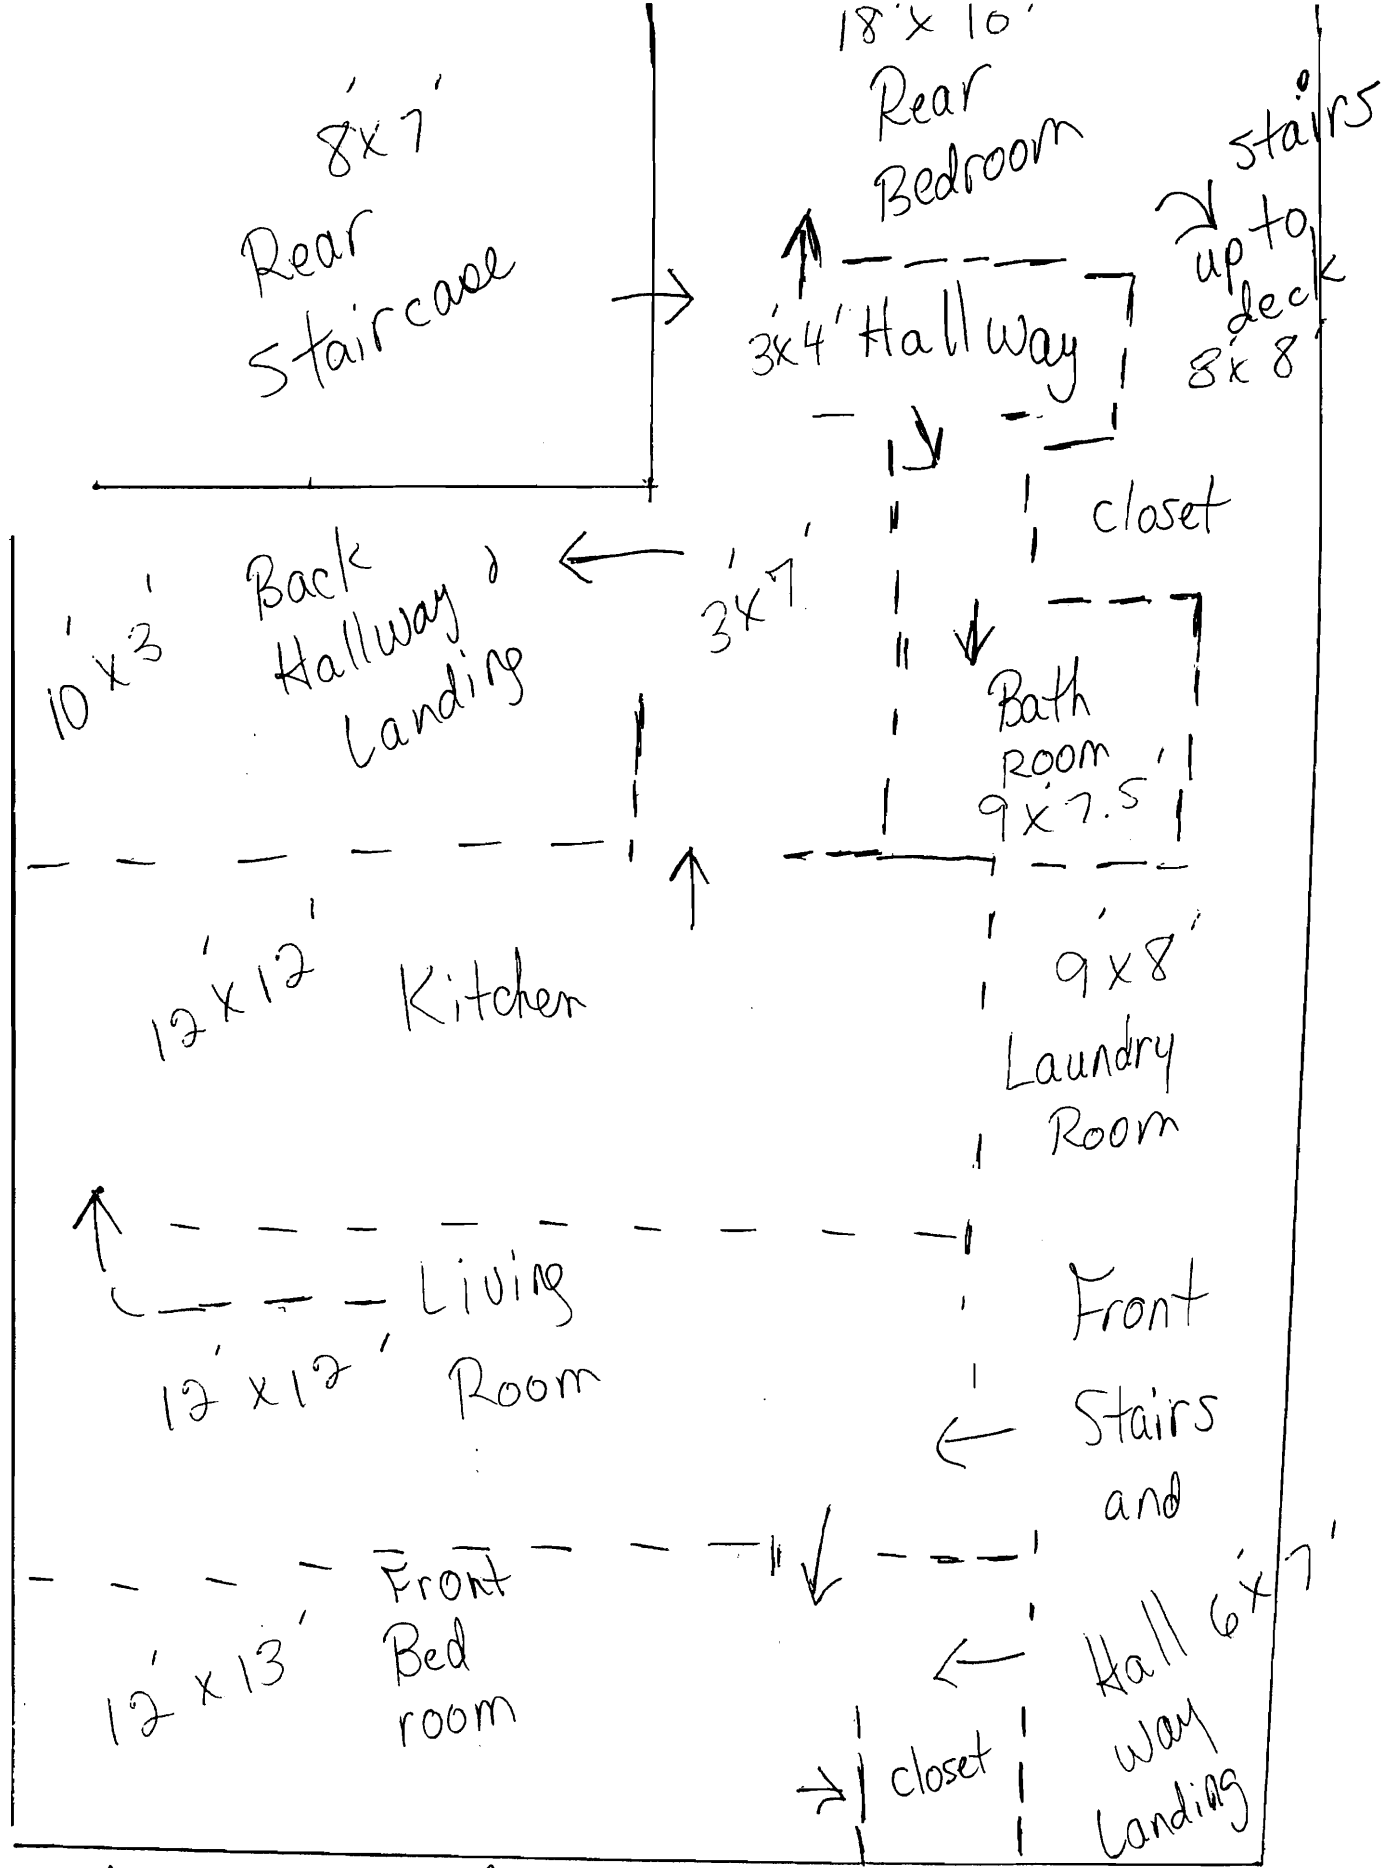 18' x 10'
Rear
Bedroom
8' x 7'
Rear
Staircase
stairs
up to
deck
8' x 8'
3' x 4' Hallway
closet
Back
Hallway
Landing
10' x 3'
3' x 7'
Bath
ROOM
9' x 7.5'
12' x 12' Kitchen
9' x 8'
Laundry
Room
Living
Room
12' x 12'
Front
Stairs
and
Hall 6' x 7'
way
Landing
Front
Bed
room
12' x 13'
closet